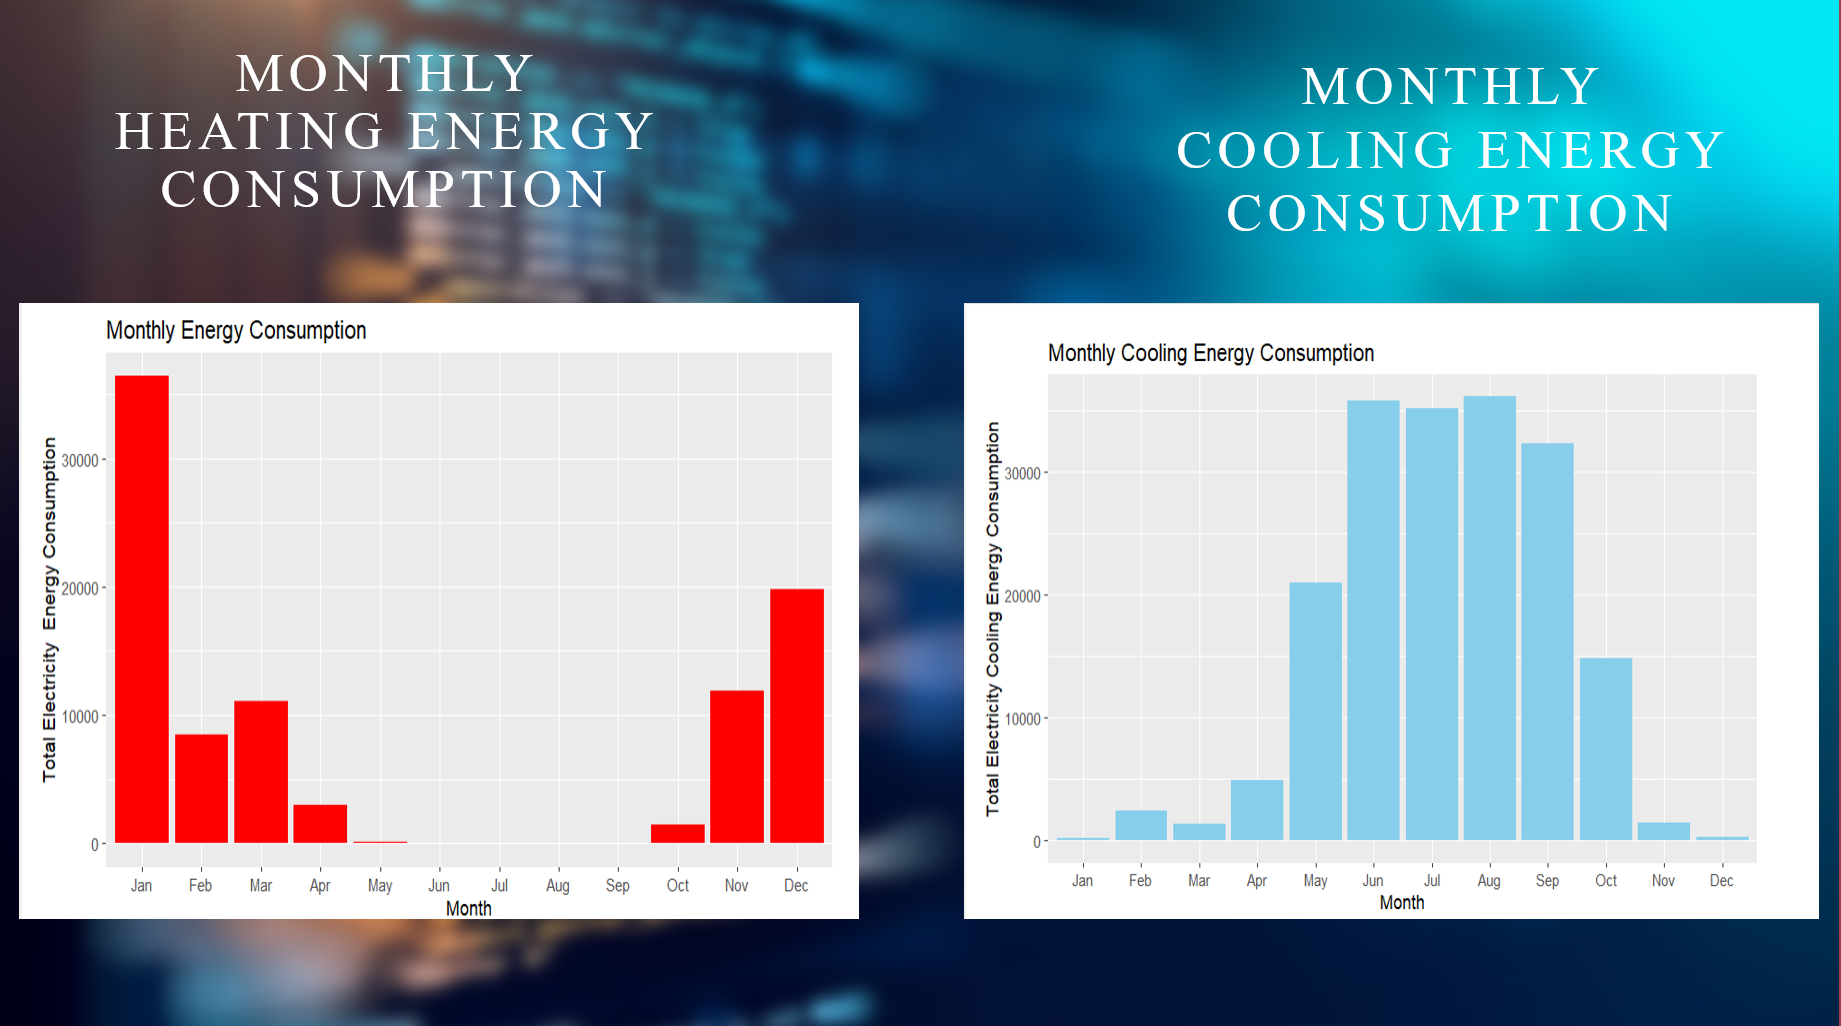 MONTHLY
HEATING ENERGY
CONSUMPTION
MONTHLY
COOLING ENERGY
CONSUMPTION
Monthly Energy Consumption
Total Electricity  Energy Consumption
30000
20000
10000
0
Jan Feb Mar Apr May Jun Jul Aug Sep Oct Nov Dec
Month
Monthly Cooling Energy Consumption
Total Electricity Cooling Energy Consumption
30000
20000
10000
0
Jan Feb Mar Apr May Jun Jul Aug Sep Oct Nov Dec
Month